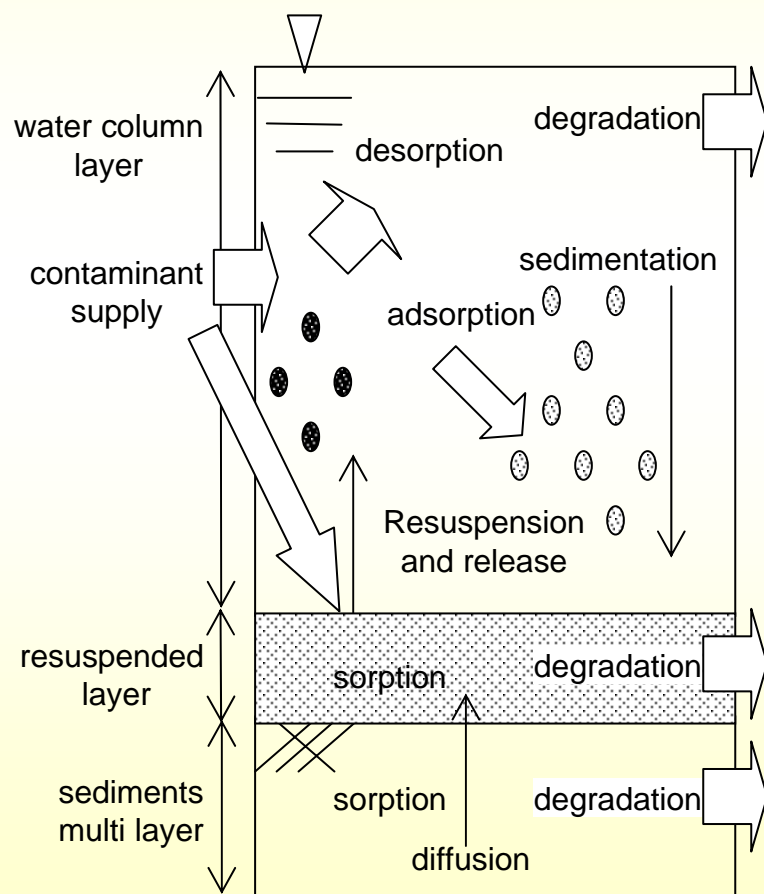 water column
layer
degradation
desorption
contaminant
supply
sedimentation
adsorption
Resuspension
and release
resuspended
layer
sorption
degradation
sediments
multi layer
sorption
degradation
diffusion